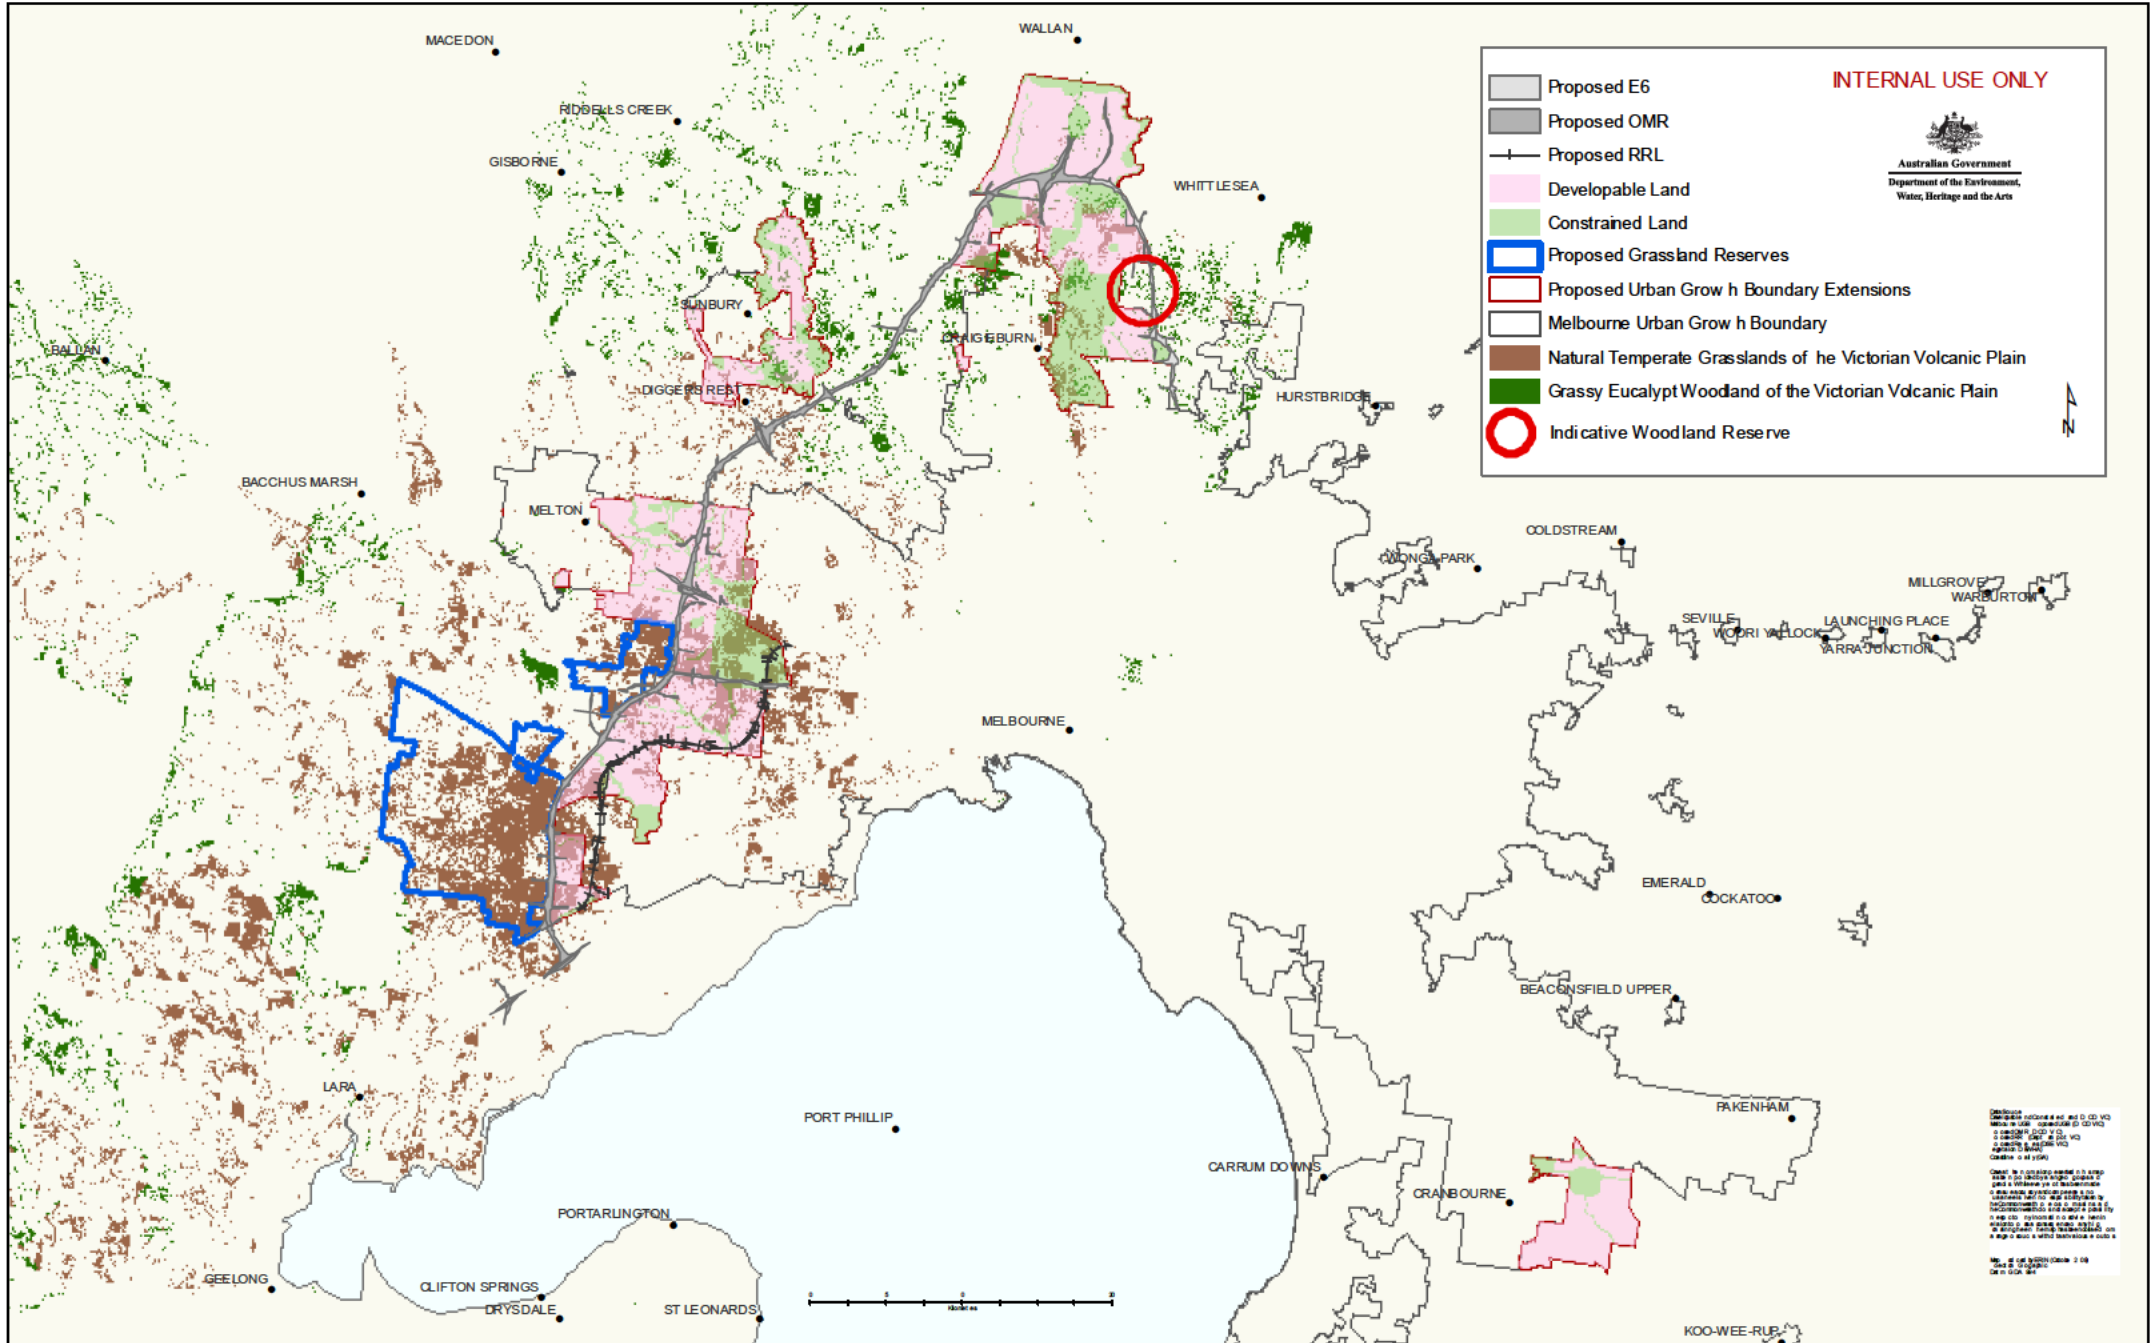 MACEDON
WALLAN
RIDDELLS CREEK
GISBORNE
WHITTLESEA
SUNBURY
BALLAN
CRAIGIEBURN
DIGGERS REST
HURSTBRIDGE
BACCHUS MARSH
MELTON
COLDSTREAM
WONGA PARK
MILLGROVE
WARBURTON
SEVILLE
LAUNCHING PLACE
WOORI YALLOCK
YARRA JUNCTION
MELBOURNE
EMERALD
COCKATOO
BEACONSFIELD UPPER
LARA
PORT PHILLIP
PAKENHAM
CARRUM DOWNS
CRANBOURNE
PORTARLINGTON
GEELONG
CLIFTON SPRINGS
DRYSDALE
ST LEONARDS
KOO-WEE-RUP
INTERNAL USE ONLY
Australian Government
Department of the Environment,
Water, Heritage and the Arts
Proposed E6
Proposed OMR
Proposed RRL
Developable Land
Constrained Land
Proposed Grassland Reserves
Proposed Urban Grow h Boundary Extensions
Melbourne Urban Grow h Boundary
Natural Temperate Grasslands of he Victorian Volcanic Plain
Grassy Eucalypt Woodland of the Victorian Volcanic Plain
Indicative Woodland Reserve
N
0 5 0 20